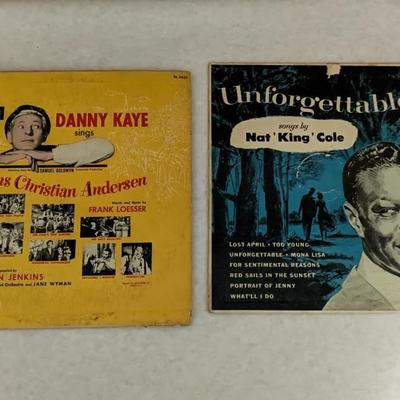 DANNY KAYE
sings
SAMUEL GOLDWYN
Christian Andersen
Words and Music by
FRANK LOESSER
JENKINS
and JANE WYMAN
Unforgettable
songs by
Nat 'King' Cole
LOST APRIL • TOO YOUNG
UNFORGETTABLE • MONA LISA
FOR SENTIMENTAL REASONS
RED SAILS IN THE SUNSET
PORTRAIT OF JENNY
WHAT'LL I DO